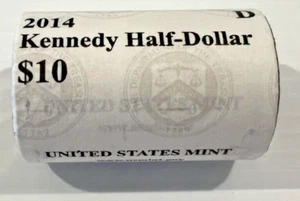 2014 D
Kennedy Half-Dollar
$10
UNITED STATES MINT
UNITED STATES MINT